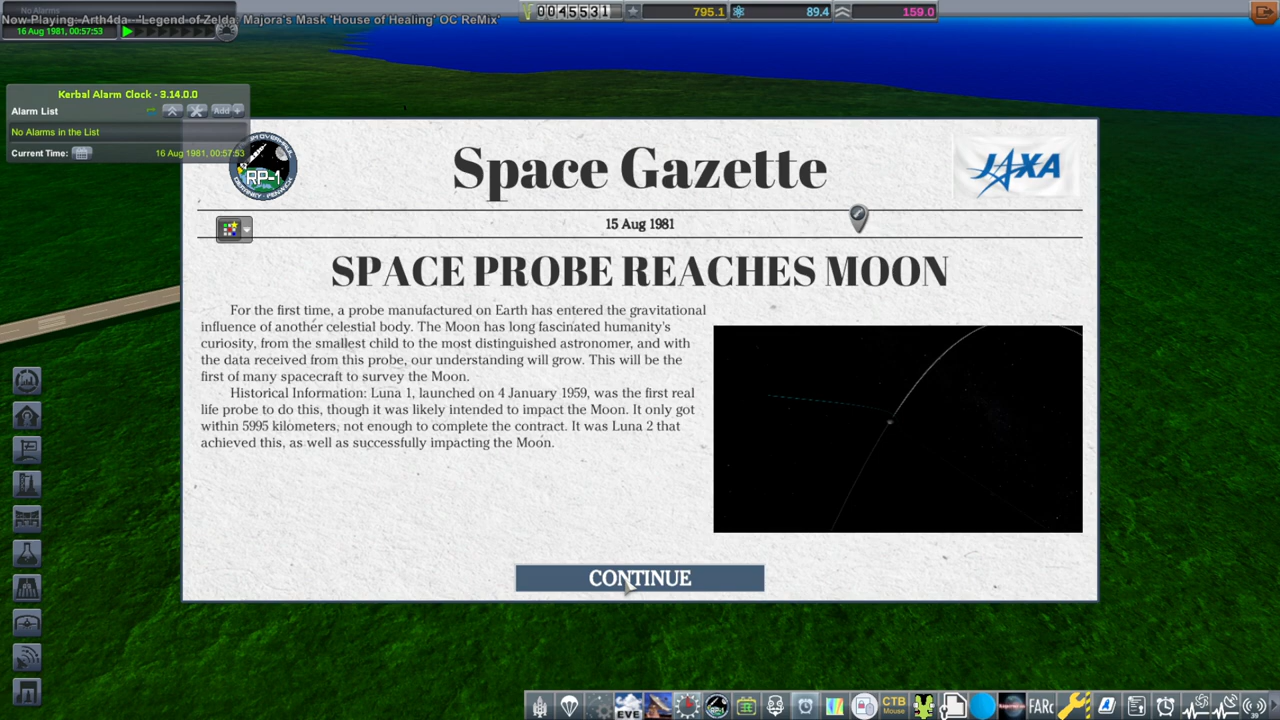 No Alarms
Now Playing: Arth4da--'Legend of Zelda, Majora's Mask 'House of Healing' OC ReMix'
16 Aug 1981, 00:57:53
0045531
795.1
89.4
159.0
Kerbal Alarm Clock - 3.14.0.0
Alarm List
Add +
No Alarms in the List
Current Time:
16 Aug 1981, 00:57:53
RP-1
Space Gazette
JAXA
15 Aug 1981
SPACE PROBE REACHES MOON
For the first time, a probe manufactured on Earth has entered the gravitational
influence of another celestial body. The Moon has long fascinated humanity's
curiosity, from the smallest child to the most distinguished astronomer, and with
the data received from this probe, our understanding will grow. This will be the
first of many spacecraft to survey the Moon.
Historical Information: Luna 1, launched on 4 January 1959, was the first real
life probe to do this, though it was likely intended to impact the Moon. It only got
within 5995 kilometers, not enough to complete the contract. It was Luna 2 that
achieved this, as well as successfully impacting the Moon.
CONTINUE
EVE
RP-1
CTB
Mouse
FARc
39